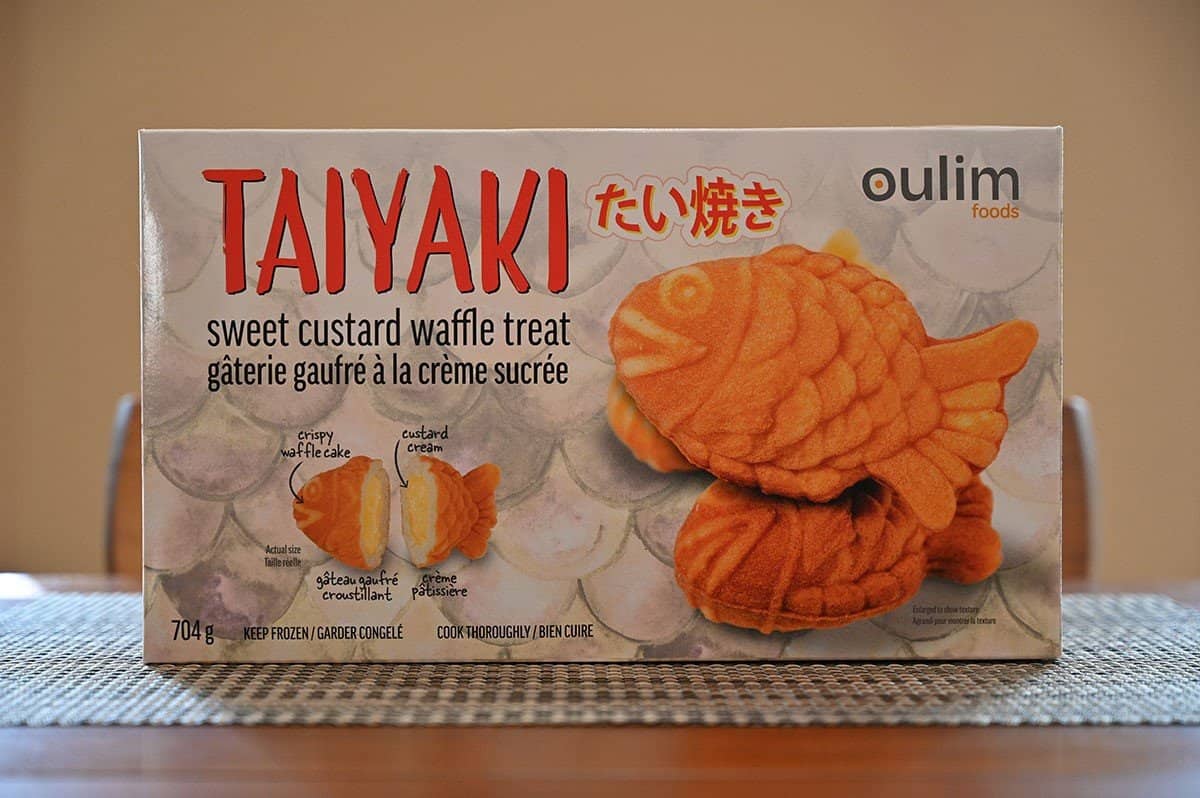 TAIYAKI
たい焼き
oulim
foods
sweet custard waffle treat
gâterie gaufré à la crème sucrée
crispy
waffle cake
custard
cream
Actual size
Taille réelle
gâteau gaufré
croustillant
crème
pâtissière
704 g
KEEP FROZEN / GARDER CONGELÉ
COOK THOROUGHLY / BIEN CUIRE
Enlarged to show texture
Agrandi pour montrer la texture